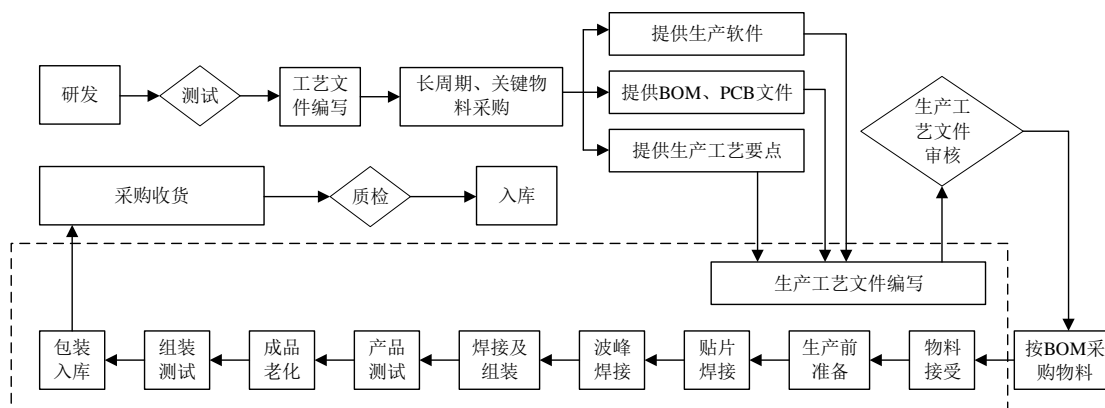 研发
测试
工艺文
件编写
长周期、关键物
料采购
提供生产软件
提供BOM、PCB文件
提供生产工艺要点
生产工
艺文件
审核
采购收货
质检
入库
生产工艺文件编写
包装
入库
组装
测试
成品
老化
产品
测试
焊接及
组装
波峰
焊接
贴片
焊接
生产前
准备
物料
接受
按BOM采
购物料